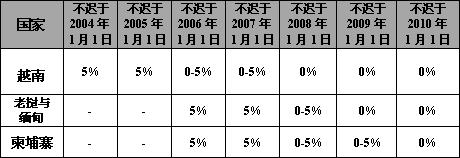 国家 不迟于2004年1月1日 不迟于2005年1月1日 不迟于2006年1月1日 不迟于2007年1月1日 不迟于2008年1月1日 不迟于2009年1月1日 不迟于2010年1月1日
越南 5% 5% 0-5% 0-5% 0% 0% 0%
老挝与缅甸 - - 5% 5% 0-5% 0% 0%
柬埔寨 - - 5% 5% 0-5% 0-5% 0%